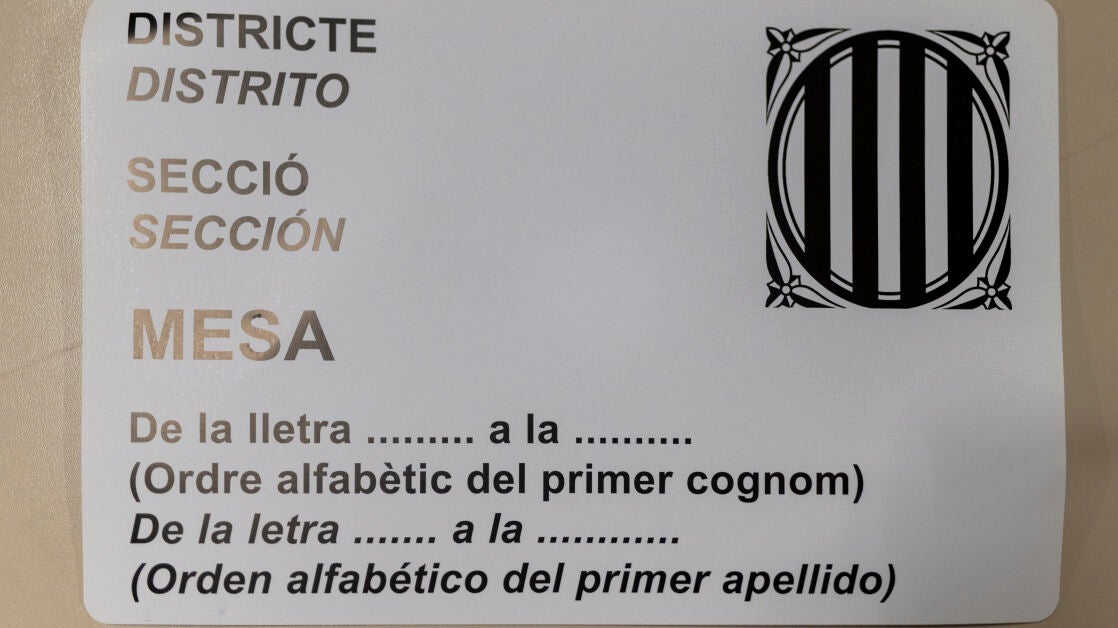 DISTRICTE
DISTRITO
SECCIÓ
SECCIÓN
MESA
De la lletra ......... a la ..........
(Ordre alfabètic del primer cognom)
De la letra ....... a la ............
(Orden alfabético del primer apellido)